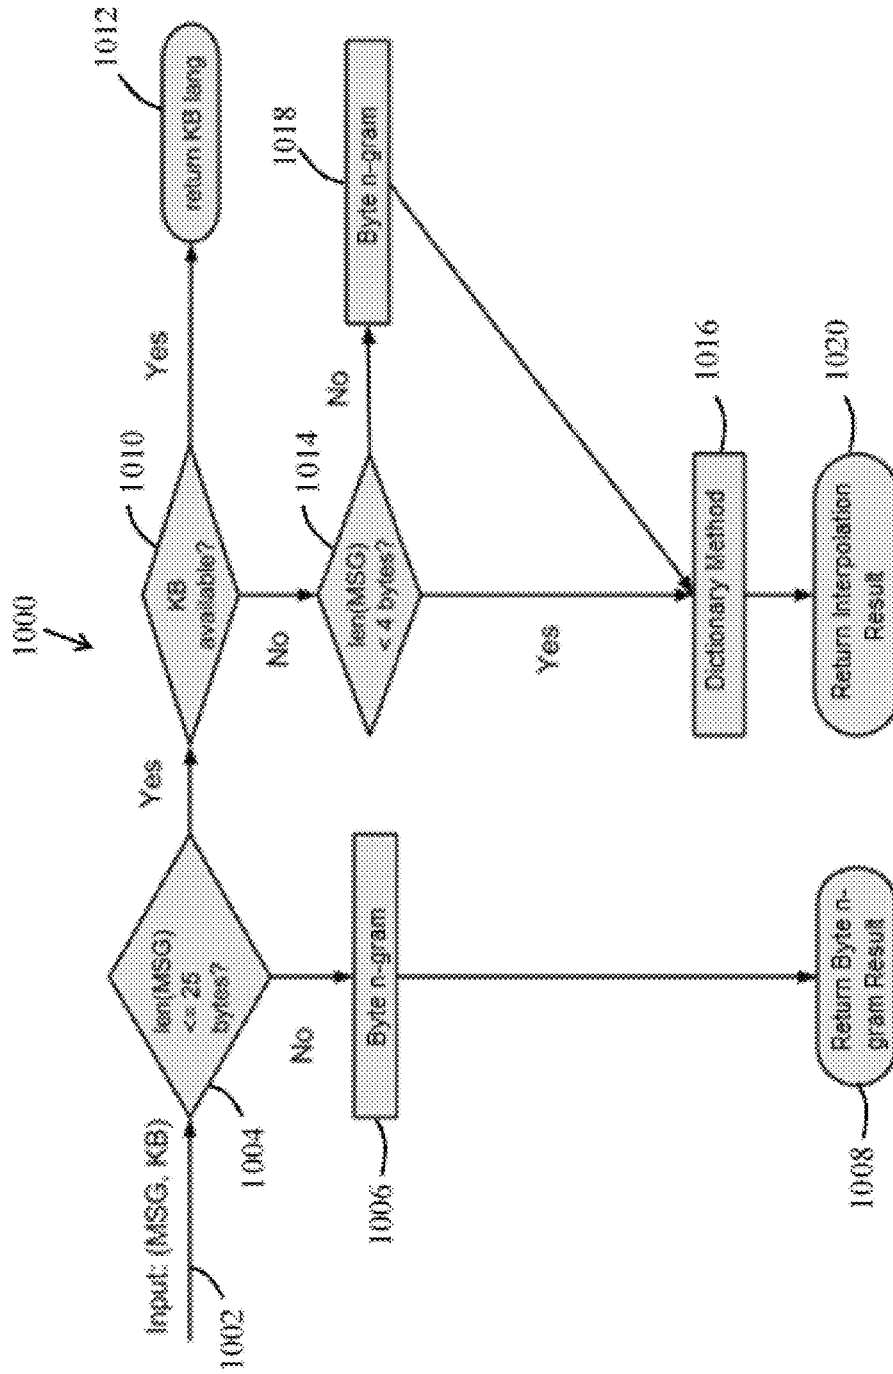 1000
Input: (MSG, KB)
1002
len(MSG)
<= 25
bytes?
1004
Yes
KB
available?
1010
Yes
return KB lang
1012
No
Byte n-gram
1006
No
len(MSG)
< 4 bytes?
1014
No
Byte n-gram
1018
Yes
Dictionary Method
1016
Return Byte n-
gram Result
1008
Return Interpolation
Result
1020